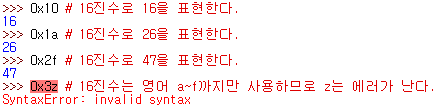 >>> 0x10 # 16진수로 16을 표현한다.
16
>>> 0x1a # 16진수로 26을 표현한다.
26
>>> 0x2f # 16진수로 47을 표현한다.
47
>>> 0x3z # 16진수는 영어 a~f까지만 사용하므로 z는 에러가 난다.
SyntaxError: invalid syntax